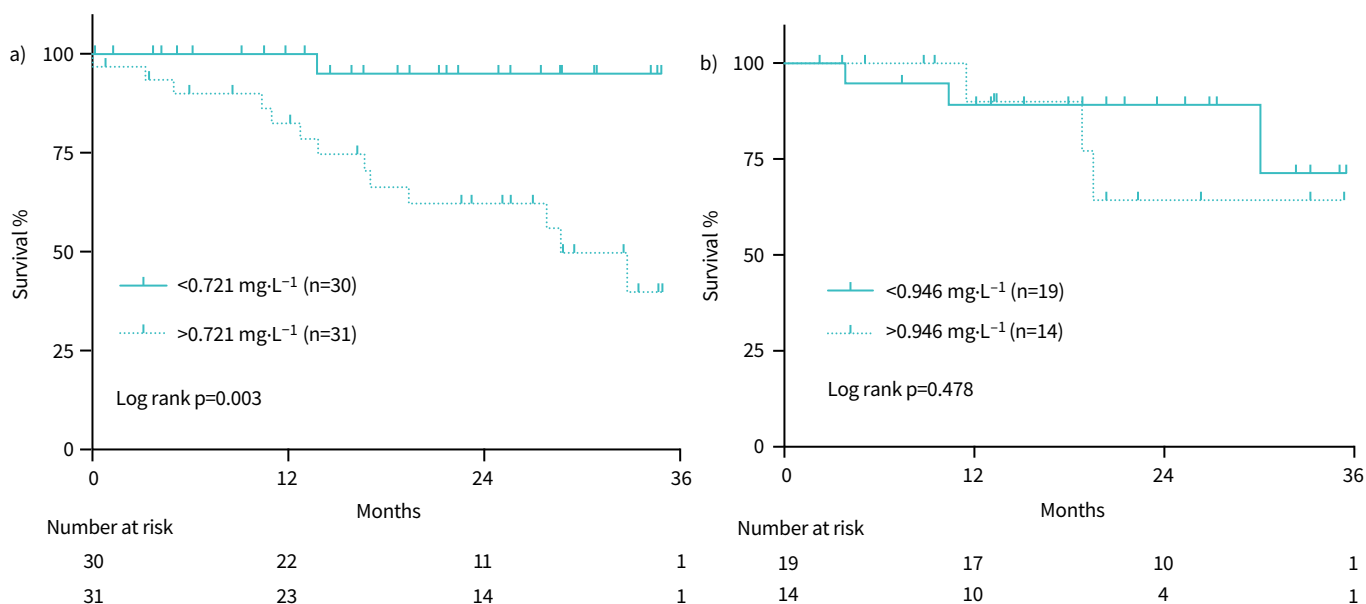 a)
100
75
50
25
0
Survival %
<0.721 mg·L⁻¹ (n=30)
>0.721 mg·L⁻¹ (n=31)
Log rank p=0.003
0 12 24 36
Months
Number at risk
30 22 11 1
31 23 14 1
b)
100
75
50
25
0
Survival %
<0.946 mg·L⁻¹ (n=19)
>0.946 mg·L⁻¹ (n=14)
Log rank p=0.478
0 12 24 36
Months
Number at risk
19 17 10 1
14 10 4 1